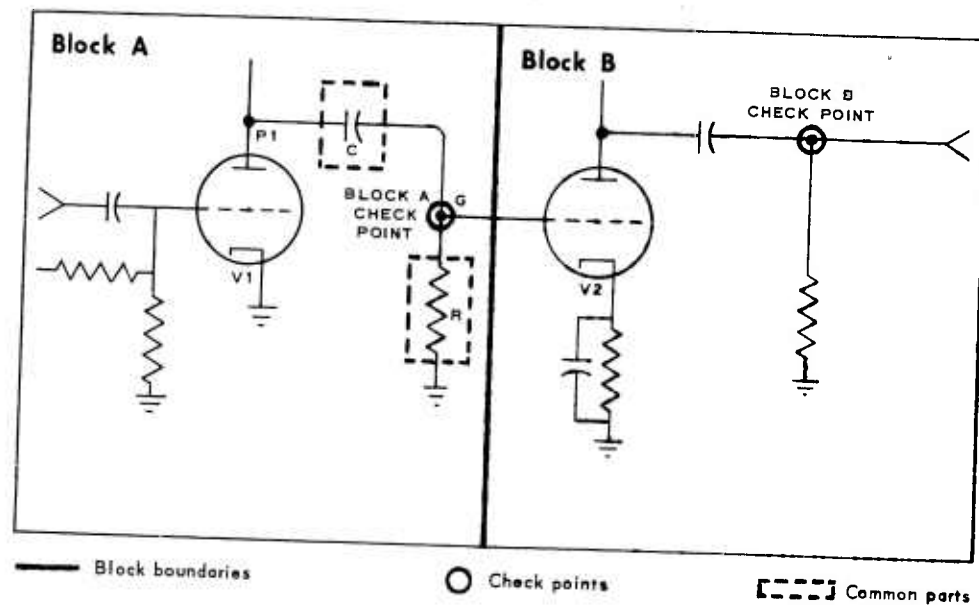 Block A
P1
C
BLOCK A
CHECK
POINT
G
V1
R
Block B
BLOCK B
CHECK POINT
V2
Block boundaries
Check points
Common parts